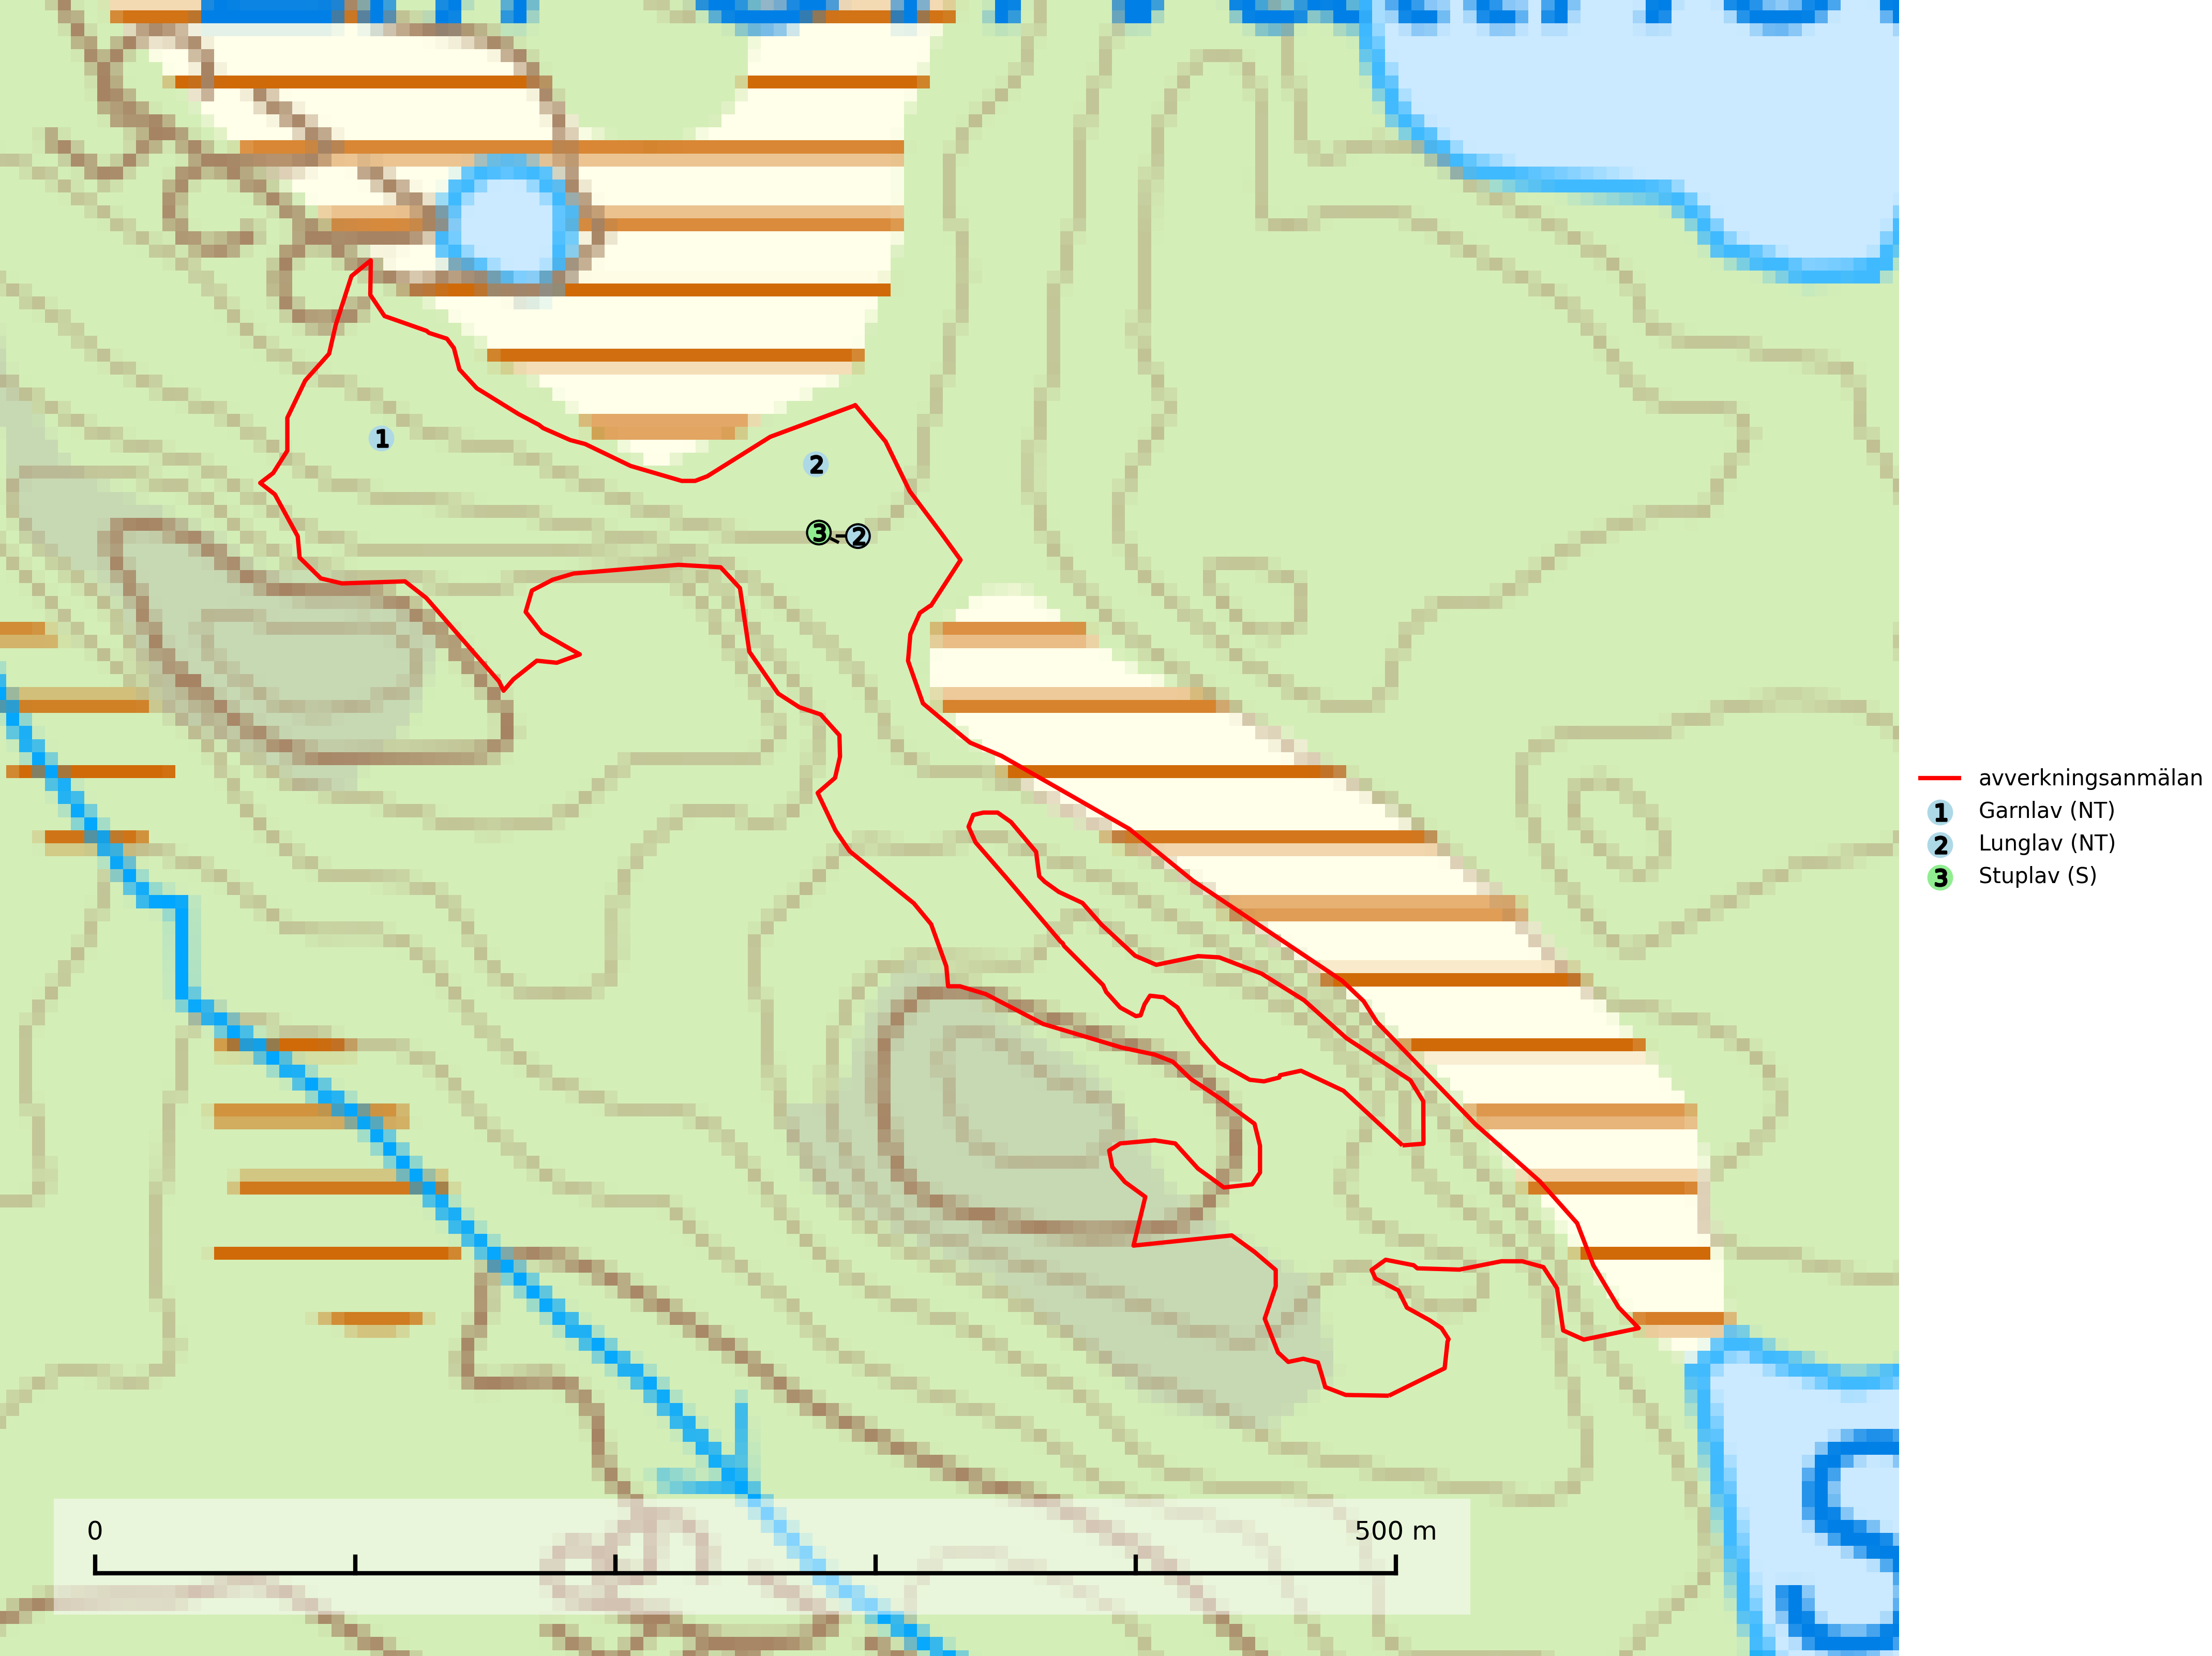 1
2
3
2
avverkningsanmälan
1 Garnlav (NT)
2 Lunglav (NT)
3 Stuplav (S)
0
500 m